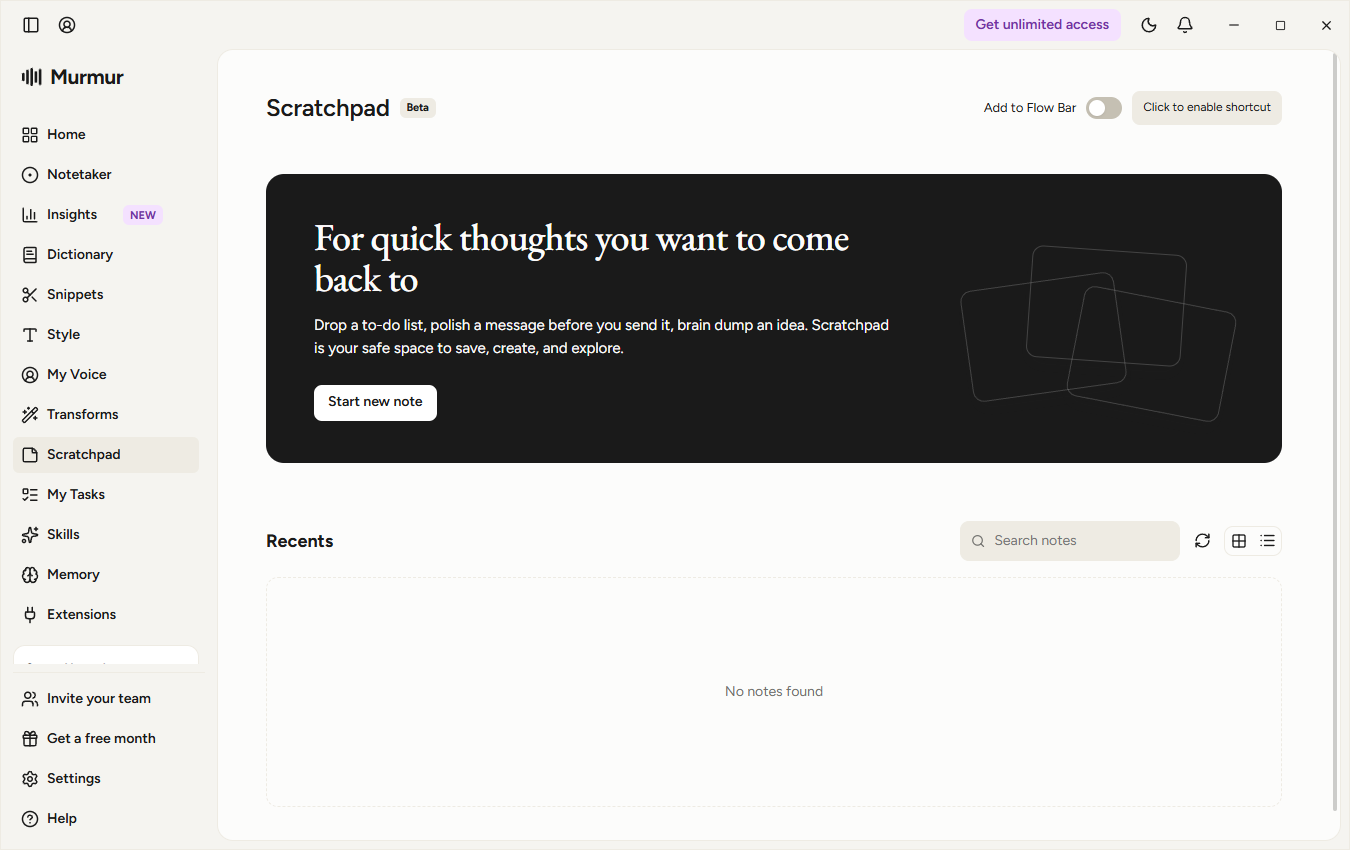 Get unlimited access
Murmur
Home
Notetaker
Insights NEW
Dictionary
Snippets
Style
My Voice
Transforms
Scratchpad
My Tasks
Skills
Memory
Extensions
Invite your team
Get a free month
Settings
Help
Scratchpad Beta
Add to Flow Bar
Click to enable shortcut
For quick thoughts you want to come
back to
Drop a to-do list, polish a message before you send it, brain dump an idea. Scratchpad
is your safe space to save, create, and explore.
Start new note
Recents
Search notes
No notes found